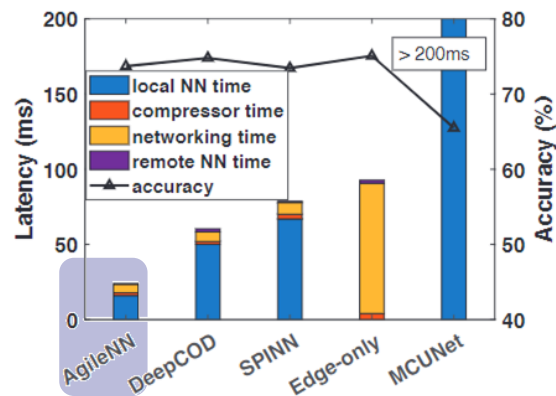 200
150
100
50
0
Latency (ms)
local NN time
compressor time
networking time
remote NN time
accuracy
> 200ms
80
70
60
50
40
Accuracy (%)
AgileNN
DeepCOD
SPINN
Edge-only
MCUNet